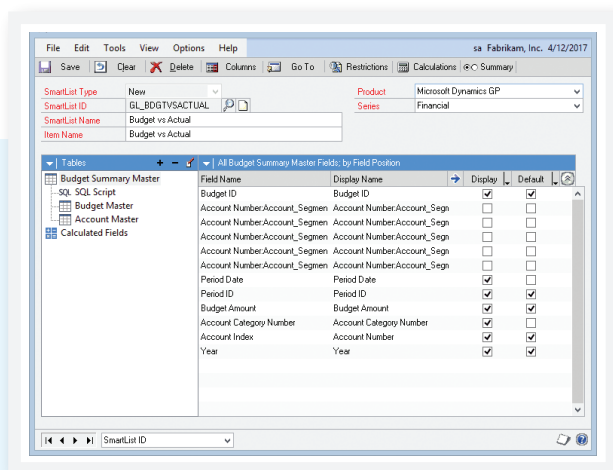 File Edit Tools View Options Help sa Fabrikam, Inc. 4/12/2017
Save Clear Delete Columns Go To Restrictions Calculations Summary
SmartList Type New Product Microsoft Dynamics GP
SmartList ID GL_BDGTVSACTUAL Series Financial
SmartList Name Budget vs Actual
Item Name Budget vs Actual
Tables All Budget Summary Master Fields; by Field Position
Budget Summary Master Field Name Display Name Display Default
SQL SQL Script Budget ID Budget ID
Budget Master Account Number:Account_Segmen Account Number:Account_Segn
Account Master Account Number:Account_Segmen Account Number:Account_Segn
Calculated Fields Account Number:Account_Segmen Account Number:Account_Segn
Account Number:Account_Segmen Account Number:Account_Segn
Account Number:Account_Segmen Account Number:Account_Segn
Period Date Period Date
Period ID Period ID
Budget Amount Budget Amount
Account Category Number Account Category Number
Account Index Account Number
Year Year
SmartList ID